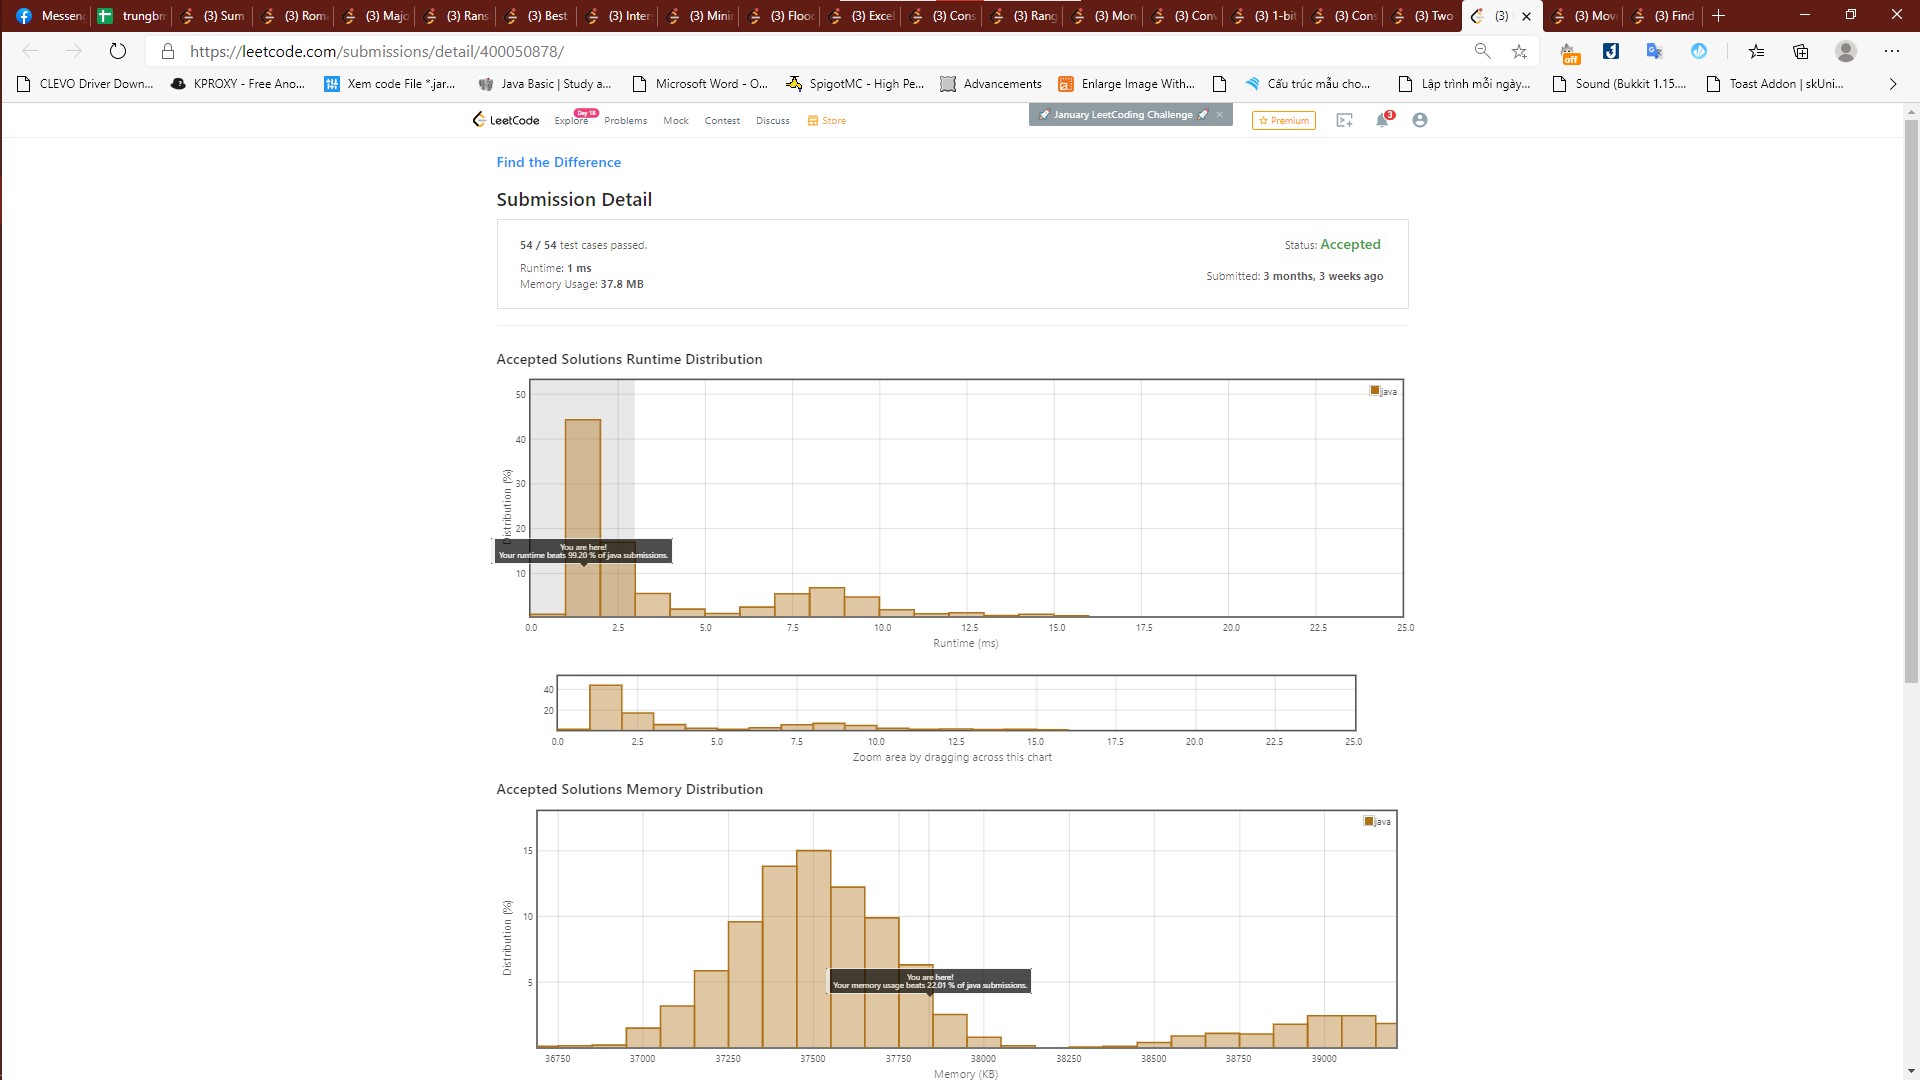 Messen
trungbn
(3) Sum
(3) Rom
(3) Majo
(3) Rans
(3) Best
(3) Inter
(3) Mini
(3) Floo
(3) Excel
(3) Cons
(3) Rang
(3) Mon
(3) Conv
(3) 1-bit
(3) Cons
(3) Two
(3)
(3) Mov
(3) Find
https://leetcode.com/submissions/detail/400050878/
off
CLEVO Driver Down...
KPROXY - Free Ano...
Xem code File *.jar...
Java Basic | Study a...
Microsoft Word - O...
SpigotMC - High Pe...
Advancements
Enlarge Image With...
Cấu trúc mẫu cho...
Lập trình mỗi ngày...
Sound (Bukkit 1.15....
Toast Addon | skUni...
LeetCode
Explore
Day 18
Problems
Mock
Contest
Discuss
Store
January LeetCoding Challenge
Premium
3
Find the Difference
Submission Detail
54 / 54 test cases passed.
Status: Accepted
Runtime: 1 ms
Submitted: 3 months, 3 weeks ago
Memory Usage: 37.8 MB
Accepted Solutions Runtime Distribution
java
50
40
30
20
10
Distribution (%)
You are here!
Your runtime beats 99.20 % of java submissions.
0.0 2.5 5.0 7.5 10.0 12.5 15.0 17.5 20.0 22.5 25.0
Runtime (ms)
40
20
0.0 2.5 5.0 7.5 10.0 12.5 15.0 17.5 20.0 22.5 25.0
Zoom area by dragging across this chart
Accepted Solutions Memory Distribution
java
15
10
5
Distribution (%)
You are here!
Your memory usage beats 22.01 % of java submissions.
36750 37000 37250 37500 37750 38000 38250 38500 38750 39000
Memory (KB)